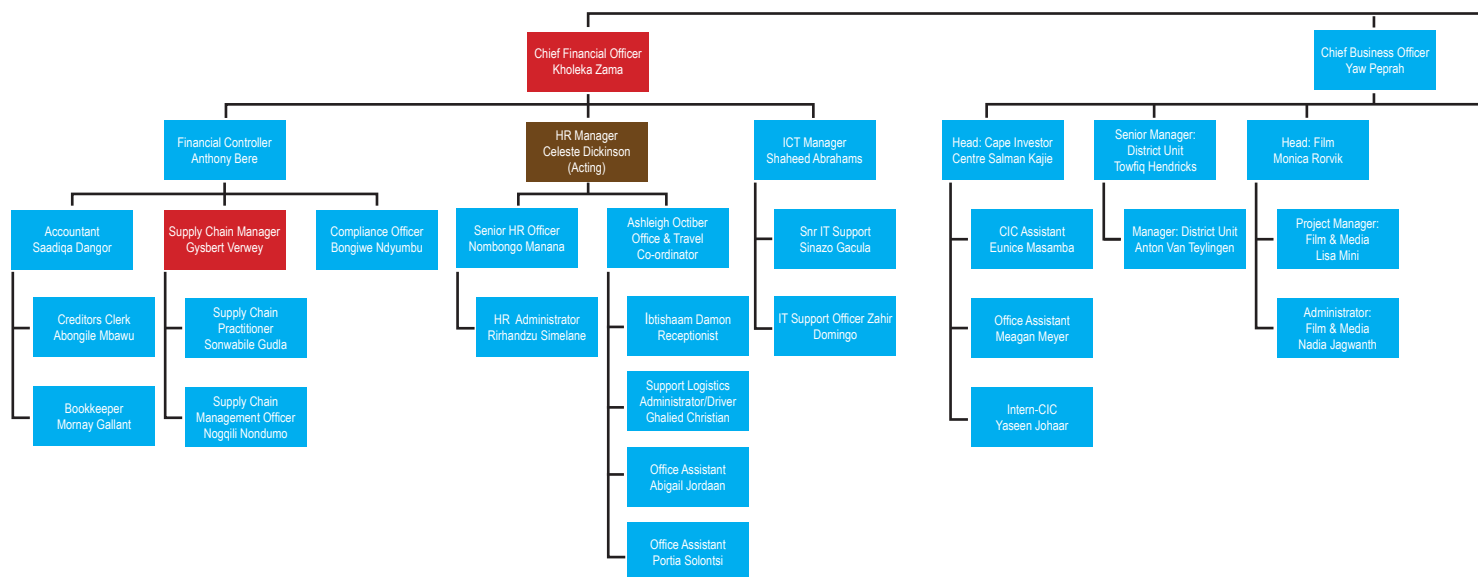 Chief Financial Officer
Kholeka Zama
Chief Business Officer
Yaw Peprah
Financial Controller
Anthony Bere
HR Manager
Celeste Dickinson
(Acting)
ICT Manager
Shaheed Abrahams
Head: Cape Investor
Centre Salman Kajie
Senior Manager:
District Unit
Towfiq Hendricks
Head: Film
Monica Rorvik
Accountant
Saadiqa Dangor
Supply Chain Manager
Gysbert Verwey
Compliance Officer
Bongiwe Ndyumbu
Senior HR Officer
Nombongo Manana
Ashleigh Octiber
Office & Travel
Co-ordinator
Snr IT Support
Sinazo Gacula
CIC Assistant
Eunice Masamba
Manager: District Unit
Anton Van Teylingen
Project Manager:
Film & Media
Lisa Mini
Creditors Clerk
Abongile Mbawu
Supply Chain
Practitioner
Sonwabile Gudla
HR Administrator
Rirhandzu Simelane
Ibtishaam Damon
Receptionist
IT Support Officer Zahir
Domingo
Office Assistant
Meagan Meyer
Administrator:
Film & Media
Nadia Jagwanth
Bookkeeper
Mornay Gallant
Supply Chain
Management Officer
Nogqili Nondumo
Support Logistics
Administrator/Driver
Ghalied Christian
Intern-CIC
Yaseen Johaar
Office Assistant
Abigail Jordaan
Office Assistant
Portia Solontsi